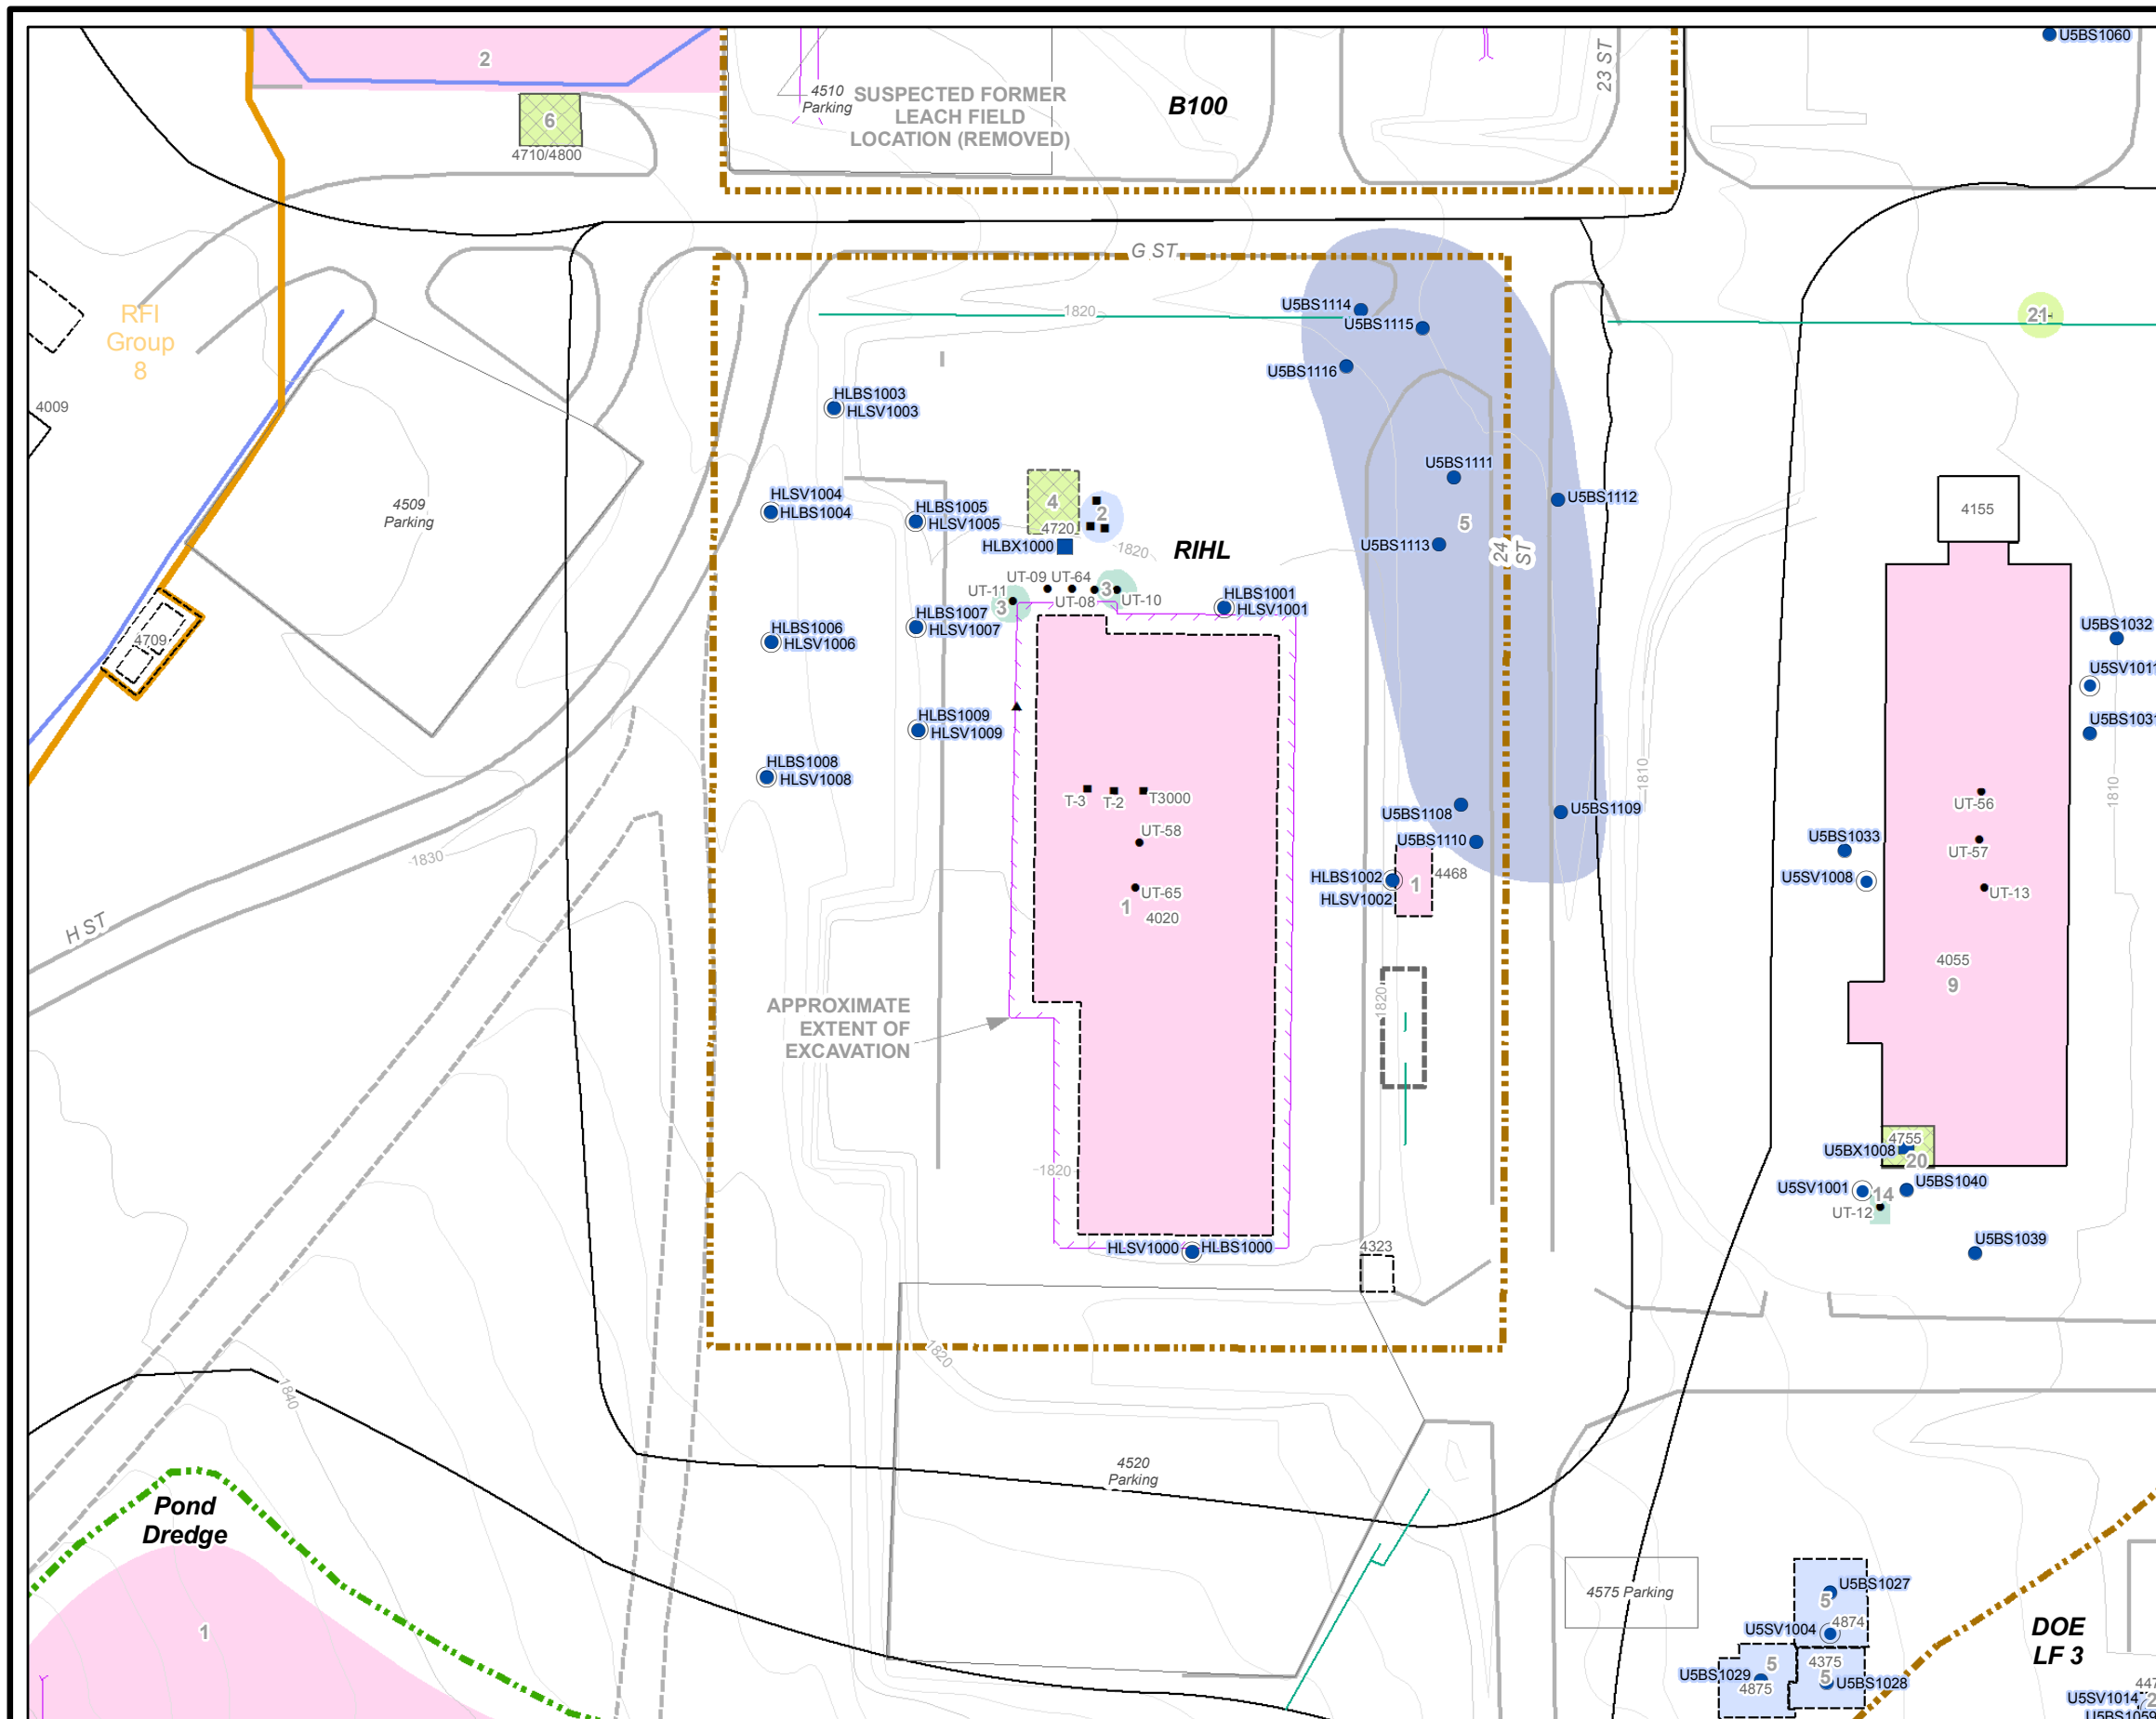 U5BS1060
2
23 ST
4510
Parking
SUSPECTED FORMER
LEACH FIELD
LOCATION (REMOVED)
B100
6
4710/4800
G ST
RFI
Group
8
1820
U5BS1114
U5BS1115
21
U5BS1116
HLBS1003
HLSV1003
4009
U5BS1111
HLSV1004
HLBS1004
U5BS1112
4509
Parking
4
2
HLBS1005
HLSV1005
4720
5
4155
HLBX1000
1820
RIHL
U5BS1113
24
ST
UT-09
UT-64
UT-11
3
UT-08
3
UT-10
HLBS1001
HLSV1001
HLBS1007
HLSV1007
HLBS1006
HLSV1006
4709
U5BS1032
U5SV1011
HLBS1009
HLSV1009
U5BS1031
HLBS1008
HLSV1008
1810
1810
T-3
T-2
T3000
UT-56
U5BS1108
U5BS1109
UT-58
U5BS1110
U5BS1033
UT-57
1830
HLBS1002
1
4468
U5SV1008
HLSV1002
UT-65
UT-13
1
4020
H ST
4055
9
APPROXIMATE
EXTENT OF
EXCAVATION
1820
4755
U5BX1008
20
1820
U5SV1001
14
U5BS1040
UT-12
HLSV1000
HLBS1000
4323
U5BS1039
1820
1840
4520
Parking
Pond
Dredge
4575 Parking
U5BS1027
5
4874
U5SV1004
1
DOE
LF 3
5
4375
U5BS1029
5
U5BS1028
4875
447
U5SV1014
2
U5BS1059